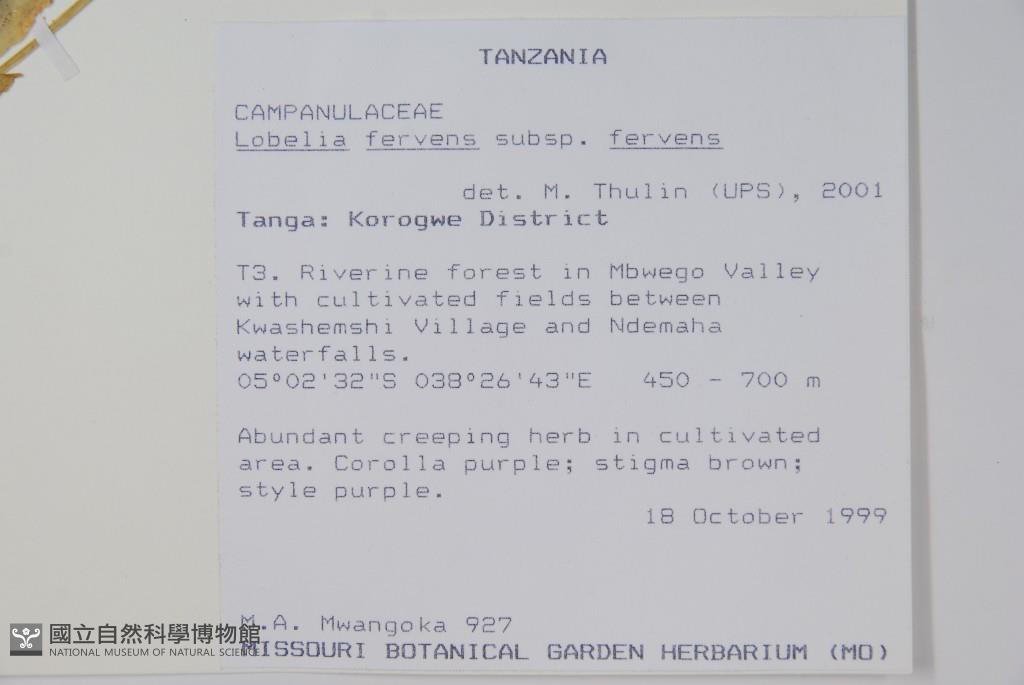 TANZANIA
CAMPANULACEAE
Lobelia fervens subsp. fervens
det. M. Thulin (UPS), 2001
Tanga: Korogwe District
T3. Riverine forest in Mbwego Valley
with cultivated fields between
Kwashemshi Village and Ndemaha
waterfalls.
05°02'32"S 038°26'43"E 450 - 700 m
Abundant creeping herb in cultivated
area. Corolla purple; stigma brown;
style purple.
18 October 1999
M.A. Mwangoka 927
MISSOURI BOTANICAL GARDEN HERBARIUM (MO)
國立自然科學博物館
NATIONAL MUSEUM OF NATURAL SCIENCE